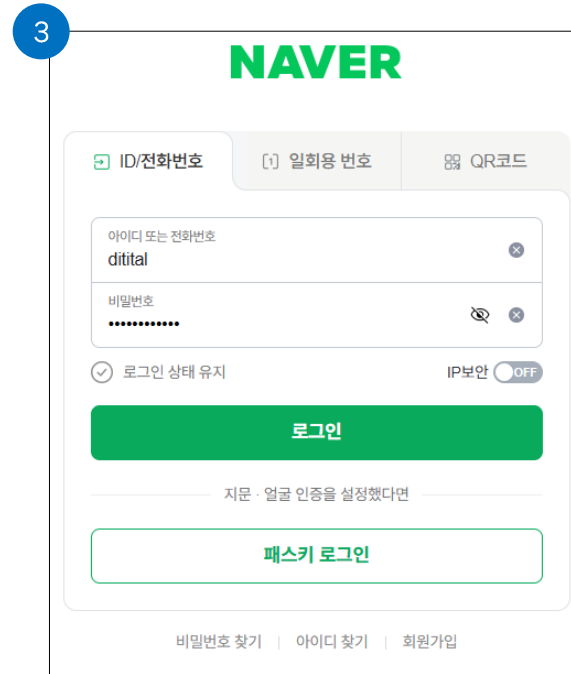 3
NAVER
ID/전화번호
[1] 일회용 번호
QR코드
아이디 또는 전화번호
ditital
비밀번호
••••••••••••
로그인 상태 유지
IP보안 OFF
로그인
지문 · 얼굴 인증을 설정했다면
패스키 로그인
비밀번호 찾기 | 아이디 찾기 | 회원가입